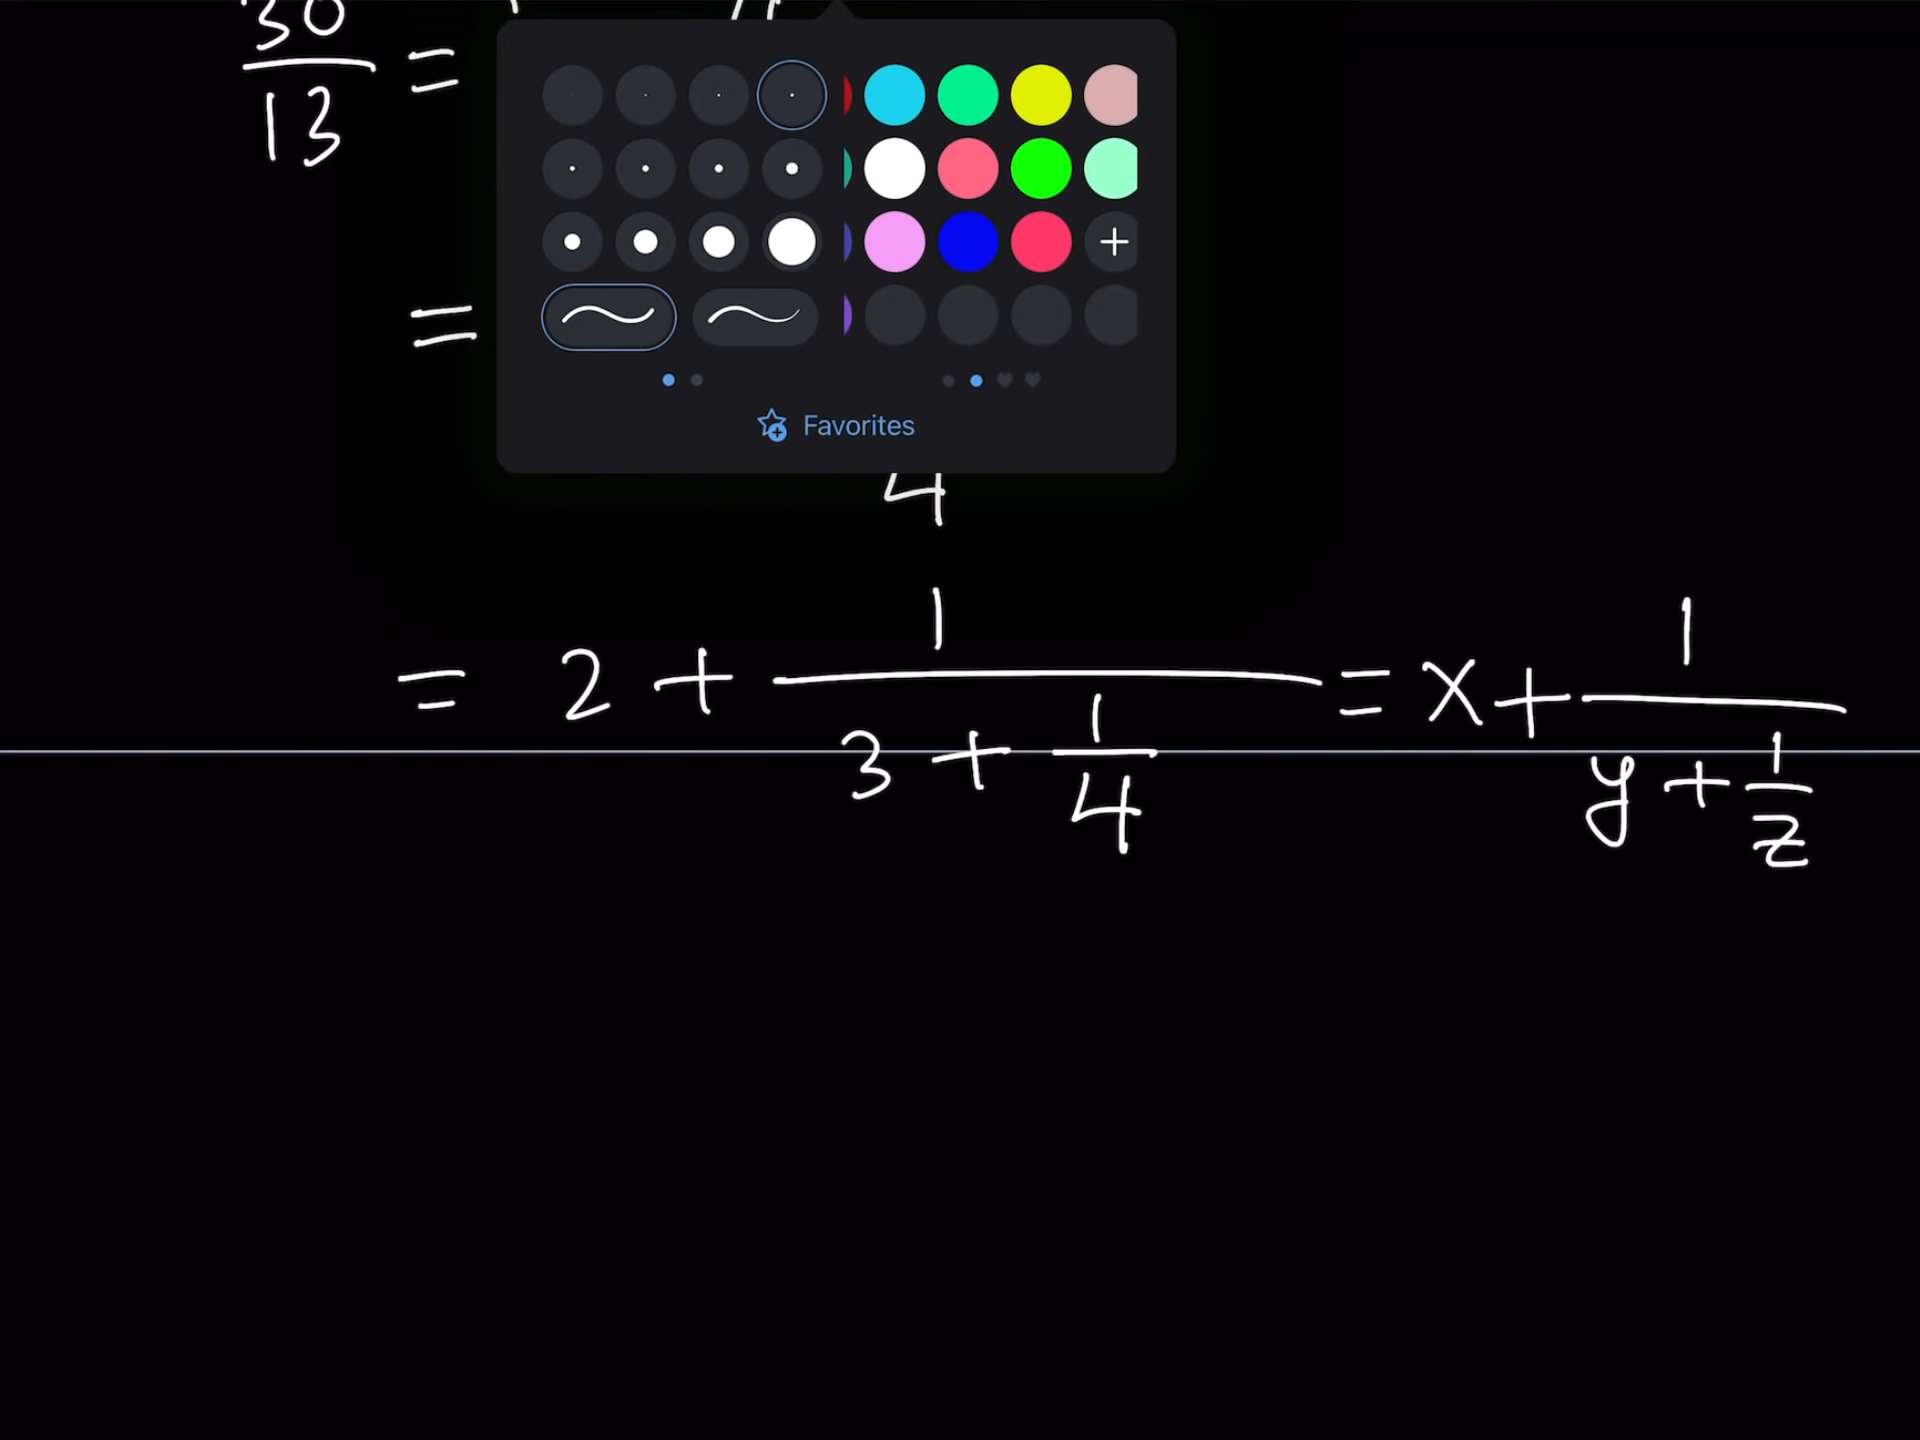 30/13 =
=
Favorites
4
= 2 + 1/(3 + 1/4) = x + 1/(y + 1/z)